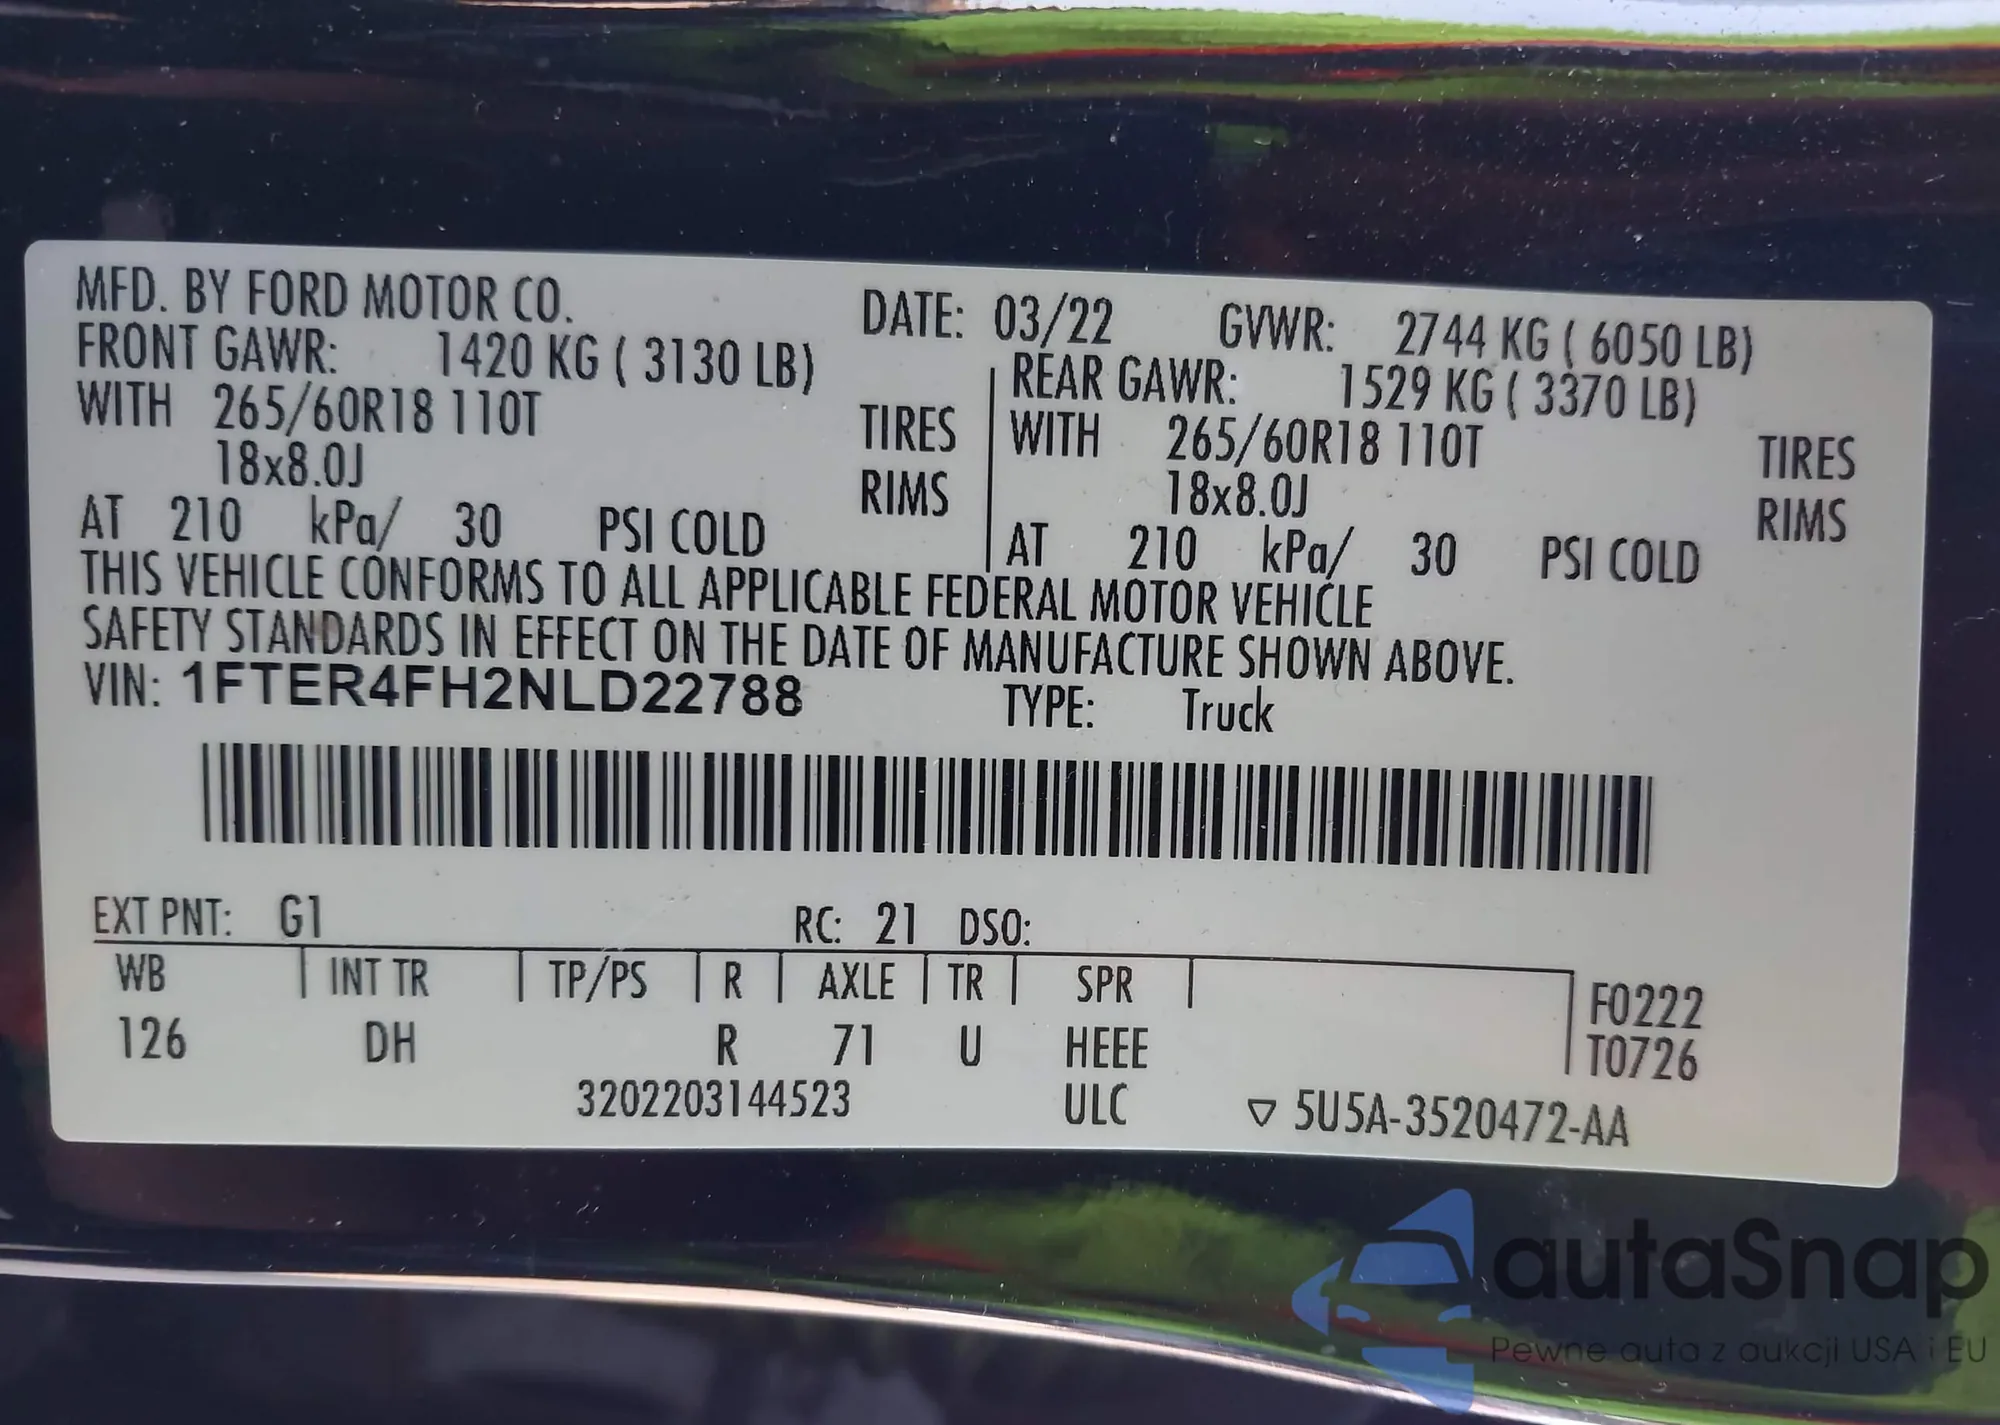 MFD. BY FORD MOTOR CO. DATE: 03/22 GVWR: 2744 KG ( 6050 LB)
FRONT GAWR: 1420 KG ( 3130 LB) REAR GAWR: 1529 KG ( 3370 LB)
WITH 265/60R18 110T TIRES WITH 265/60R18 110T TIRES
18x8.0J RIMS 18x8.0J RIMS
AT 210 kPa/ 30 PSI COLD AT 210 kPa/ 30 PSI COLD
THIS VEHICLE CONFORMS TO ALL APPLICABLE FEDERAL MOTOR VEHICLE
SAFETY STANDARDS IN EFFECT ON THE DATE OF MANUFACTURE SHOWN ABOVE.
VIN: 1FTER4FH2NLD22788 TYPE: Truck
EXT PNT: G1 RC: 21 DSO:
WB INT TR TP/PS R AXLE TR SPR F0222
126 DH R 71 U HEEE T0726
3202203144523 ULC ▽ 5U5A-3520472-AA
autaSnap
Pewne auta z aukcji USA i EU